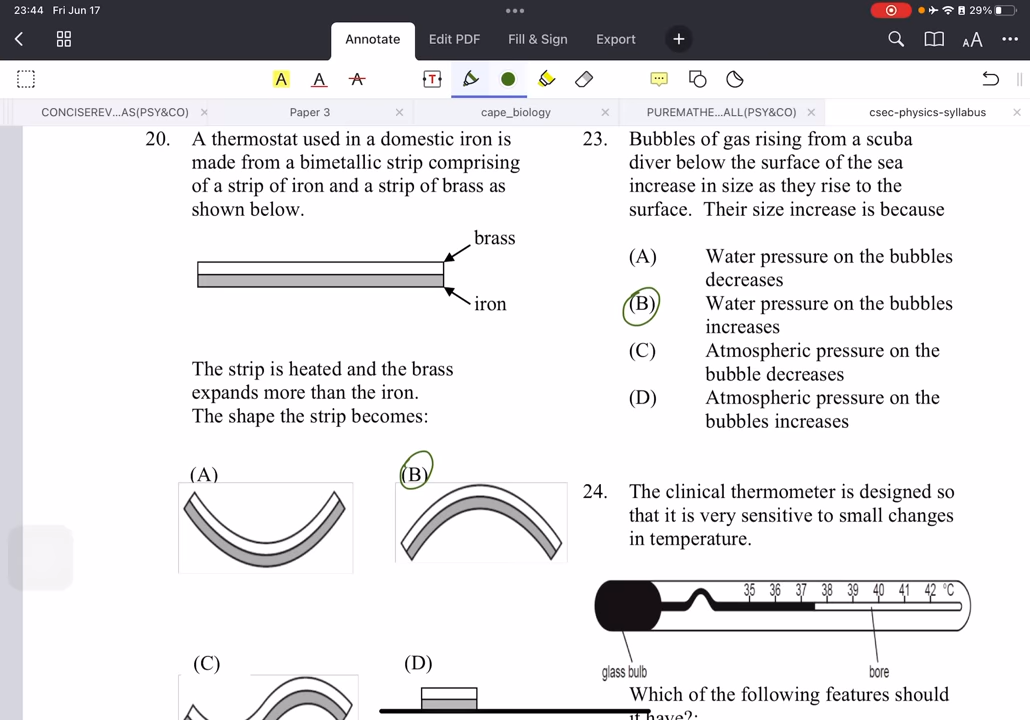 23:44 Fri Jun 17
29%
Annotate
Edit PDF
Fill & Sign
Export
AA
A A A T
CONCISEREV...AS(PSY&CO)
Paper 3
cape_biology
PUREMATHE...ALL(PSY&CO)
csec-physics-syllabus
20. A thermostat used in a domestic iron is
made from a bimetallic strip comprising
of a strip of iron and a strip of brass as
shown below.
brass
iron
The strip is heated and the brass
expands more than the iron.
The shape the strip becomes:
(A)
(B)
(C)
(D)
23. Bubbles of gas rising from a scuba
diver below the surface of the sea
increase in size as they rise to the
surface. Their size increase is because
(A) Water pressure on the bubbles
decreases
(B) Water pressure on the bubbles
increases
(C) Atmospheric pressure on the
bubble decreases
(D) Atmospheric pressure on the
bubbles increases
24. The clinical thermometer is designed so
that it is very sensitive to small changes
in temperature.
35 36 37 38 39 40 41 42 °C
glass bulb
bore
Which of the following features should
it have?: